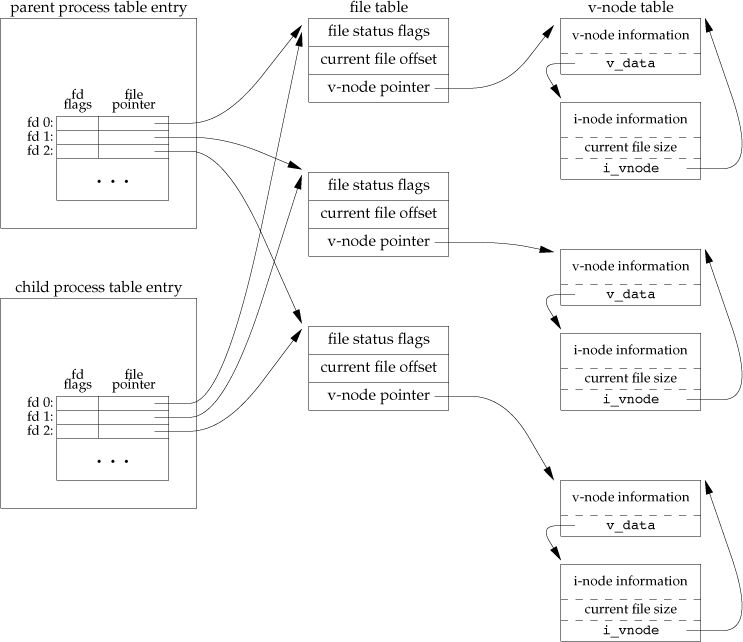 parent process table entry
fd
flags
file
pointer
fd 0:
fd 1:
fd 2:
• • •
child process table entry
fd
flags
file
pointer
fd 0:
fd 1:
fd 2:
• • •
file table
file status flags
current file offset
v-node pointer
file status flags
current file offset
v-node pointer
file status flags
current file offset
v-node pointer
v-node table
v-node information
v_data
i-node information
current file size
i_vnode
v-node information
v_data
i-node information
current file size
i_vnode
v-node information
v_data
i-node information
current file size
i_vnode